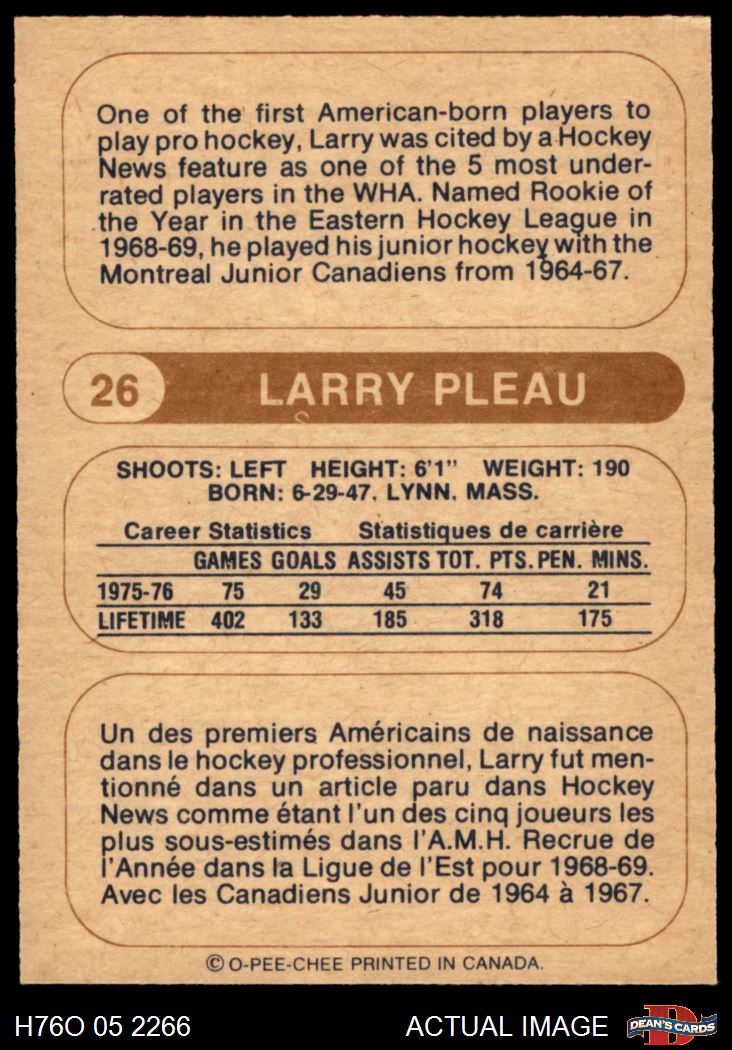 One of the first American-born players to
play pro hockey, Larry was cited by a Hockey
News feature as one of the 5 most under-
rated players in the WHA. Named Rookie of
the Year in the Eastern Hockey League in
1968-69, he played his junior hockey with the
Montreal Junior Canadiens from 1964-67.
26 LARRY PLEAU
SHOOTS: LEFT HEIGHT: 6'1" WEIGHT: 190
BORN: 6-29-47. LYNN. MASS.
Career Statistics Statistiques de carrière
GAMES GOALS ASSISTS TOT. PTS. PEN. MINS.
1975-76 75 29 45 74 21
LIFETIME 402 133 185 318 175
Un des premiers Américains de naissance
dans le hockey professionnel, Larry fut men-
tionné dans un article paru dans Hockey
News comme étant l'un des cinq joueurs les
plus sous-estimés dans l'A.M.H. Recrue de
l'Année dans la Ligue de l'Est pour 1968-69.
Avec les Canadiens Junior de 1964 à 1967.
© O-PEE-CHEE PRINTED IN CANADA.
H76O 05 2266 ACTUAL IMAGE D DEAN'S CARDS